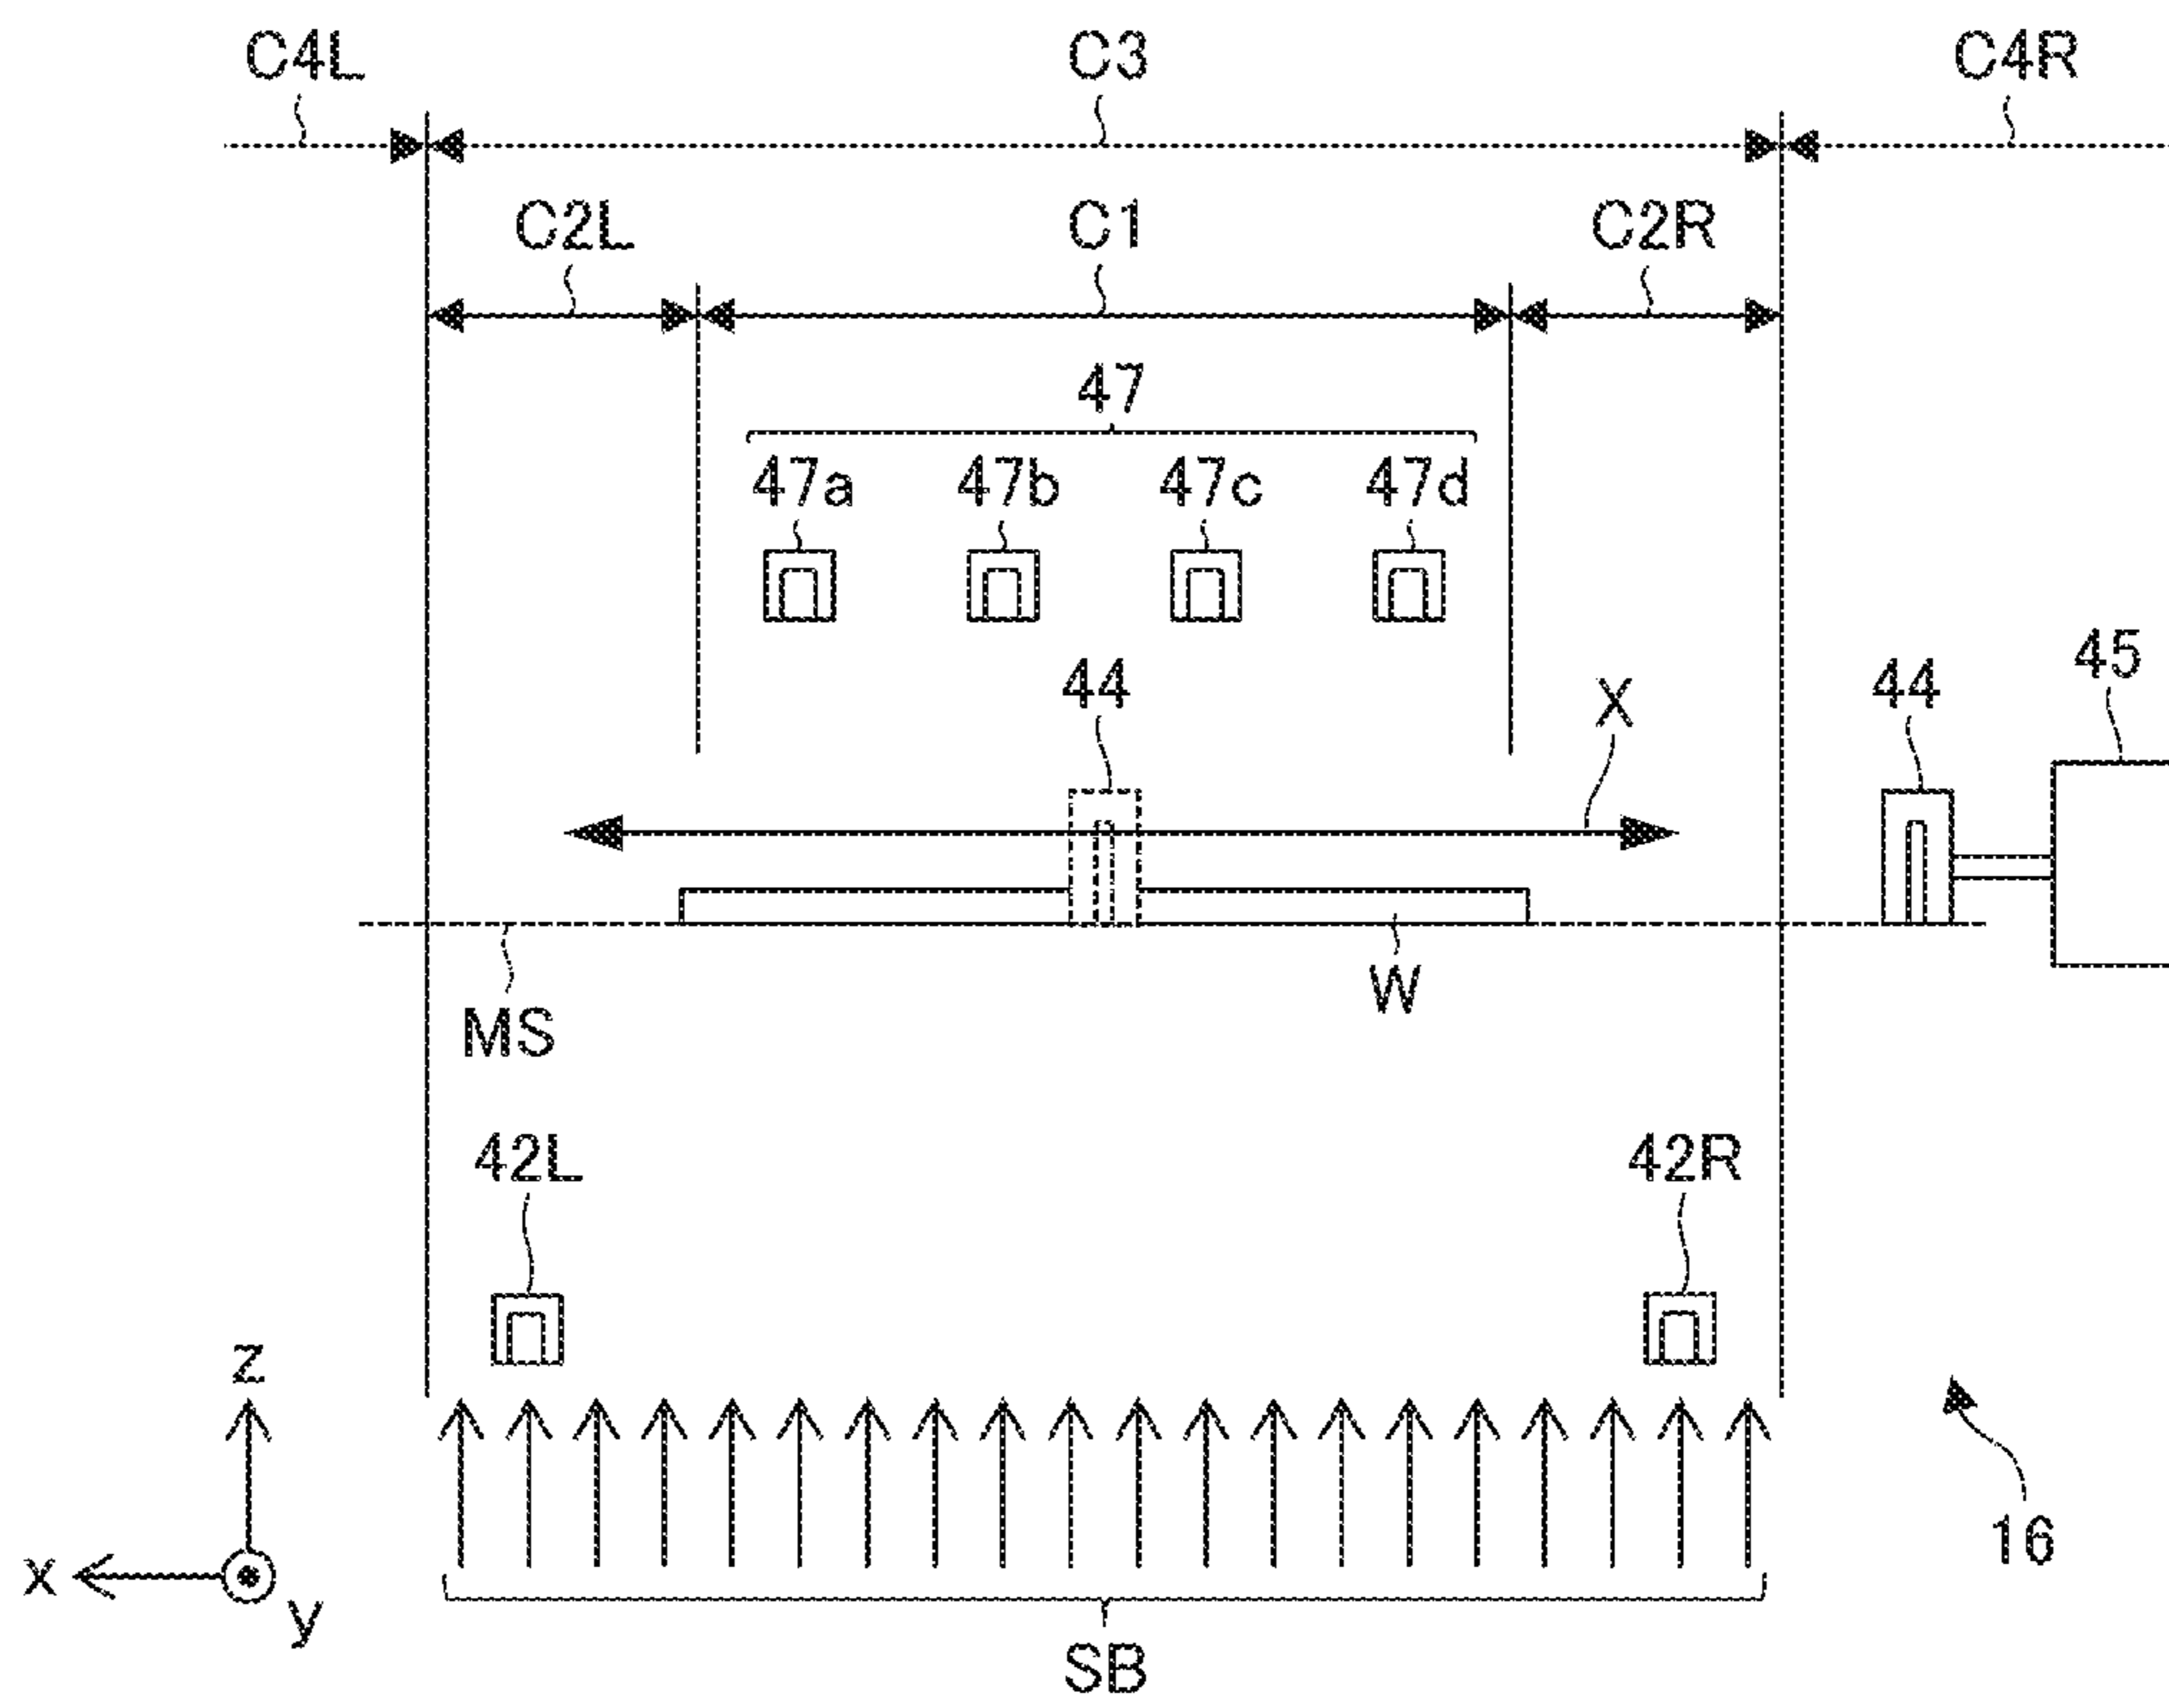 C4L C3 C4R
C2L C1 C2R
47
47a 47b 47c 47d
45
44 X 44
W
MS
42L 42R
z
16
x
y
SB